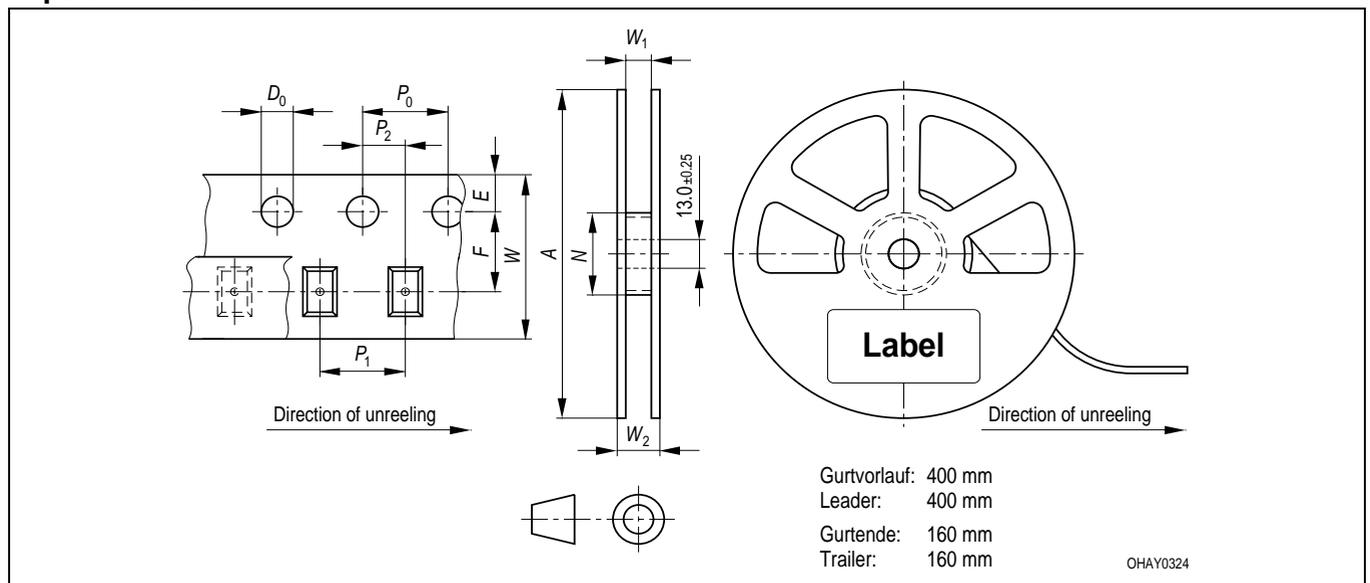 W₁
D₀
P₀
P₂
E
F
W
A
N
13.0±0.25
Label
P₁
Direction of unreeling
W₂
Direction of unreeling
Gurtvorlauf: 400 mm
Leader: 400 mm
Gurtende: 160 mm
Trailer: 160 mm
OHAY0324